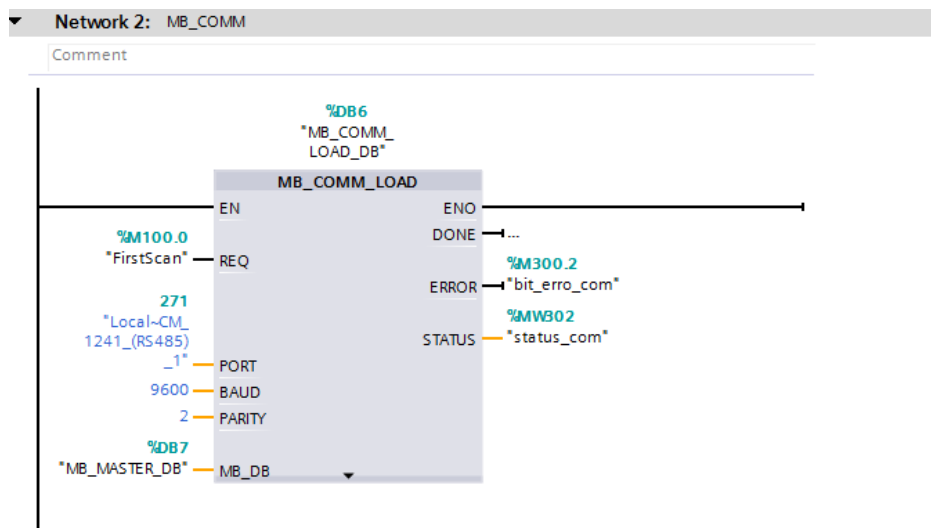 Network 2: MB_COMM
Comment
%DB6
"MB_COMM_
LOAD_DB"
MB_COMM_LOAD
EN ENO
DONE ...
%M100.0
"FirstScan" REQ
%M300.2
ERROR "bit_erro_com"
271
"Local~CM_
1241_(RS485)
_1" PORT
%MW302
STATUS "status_com"
9600 BAUD
2 PARITY
%DB7
"MB_MASTER_DB" MB_DB